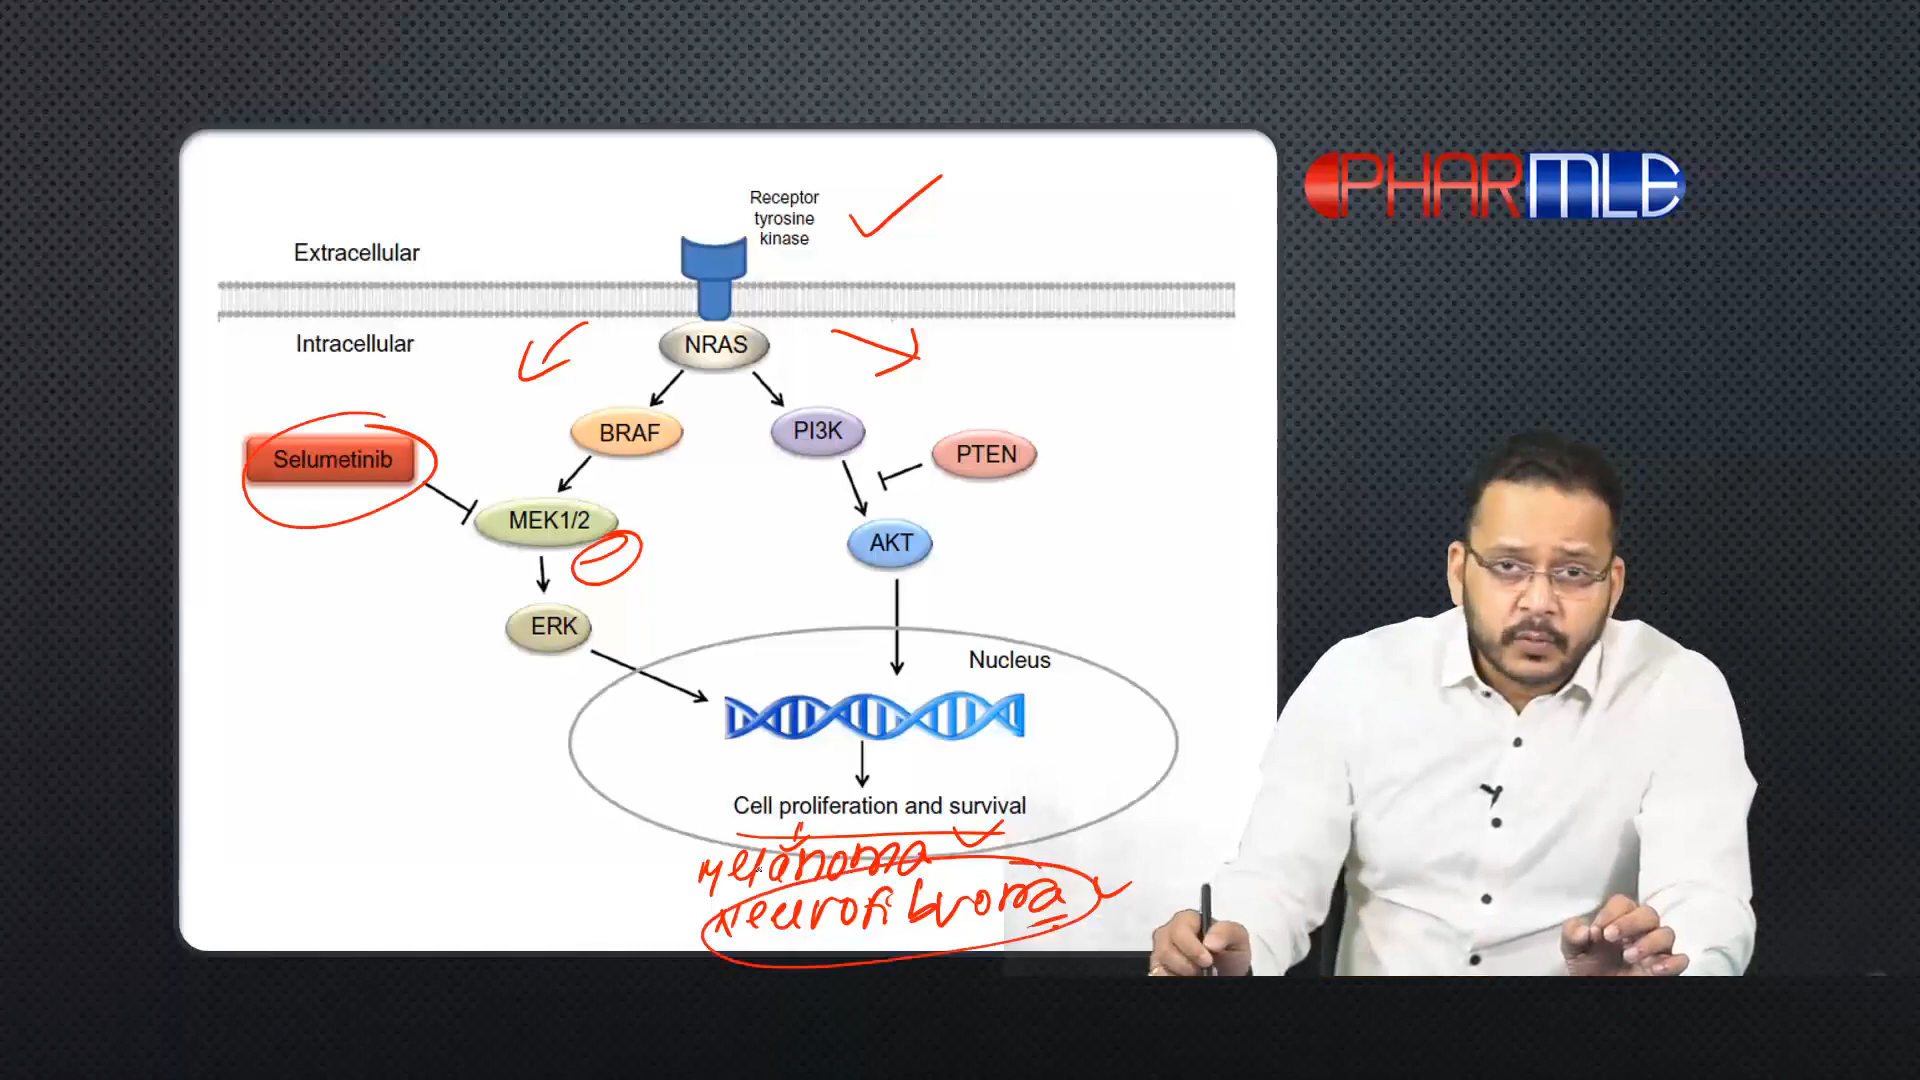 PHARMLE
Receptor
tyrosine
kinase
Extracellular
Intracellular
NRAS
BRAF
PI3K
PTEN
Selumetinib
MEK1/2
AKT
ERK
Nucleus
Cell proliferation and survival
Melanoma
Neurofibroma